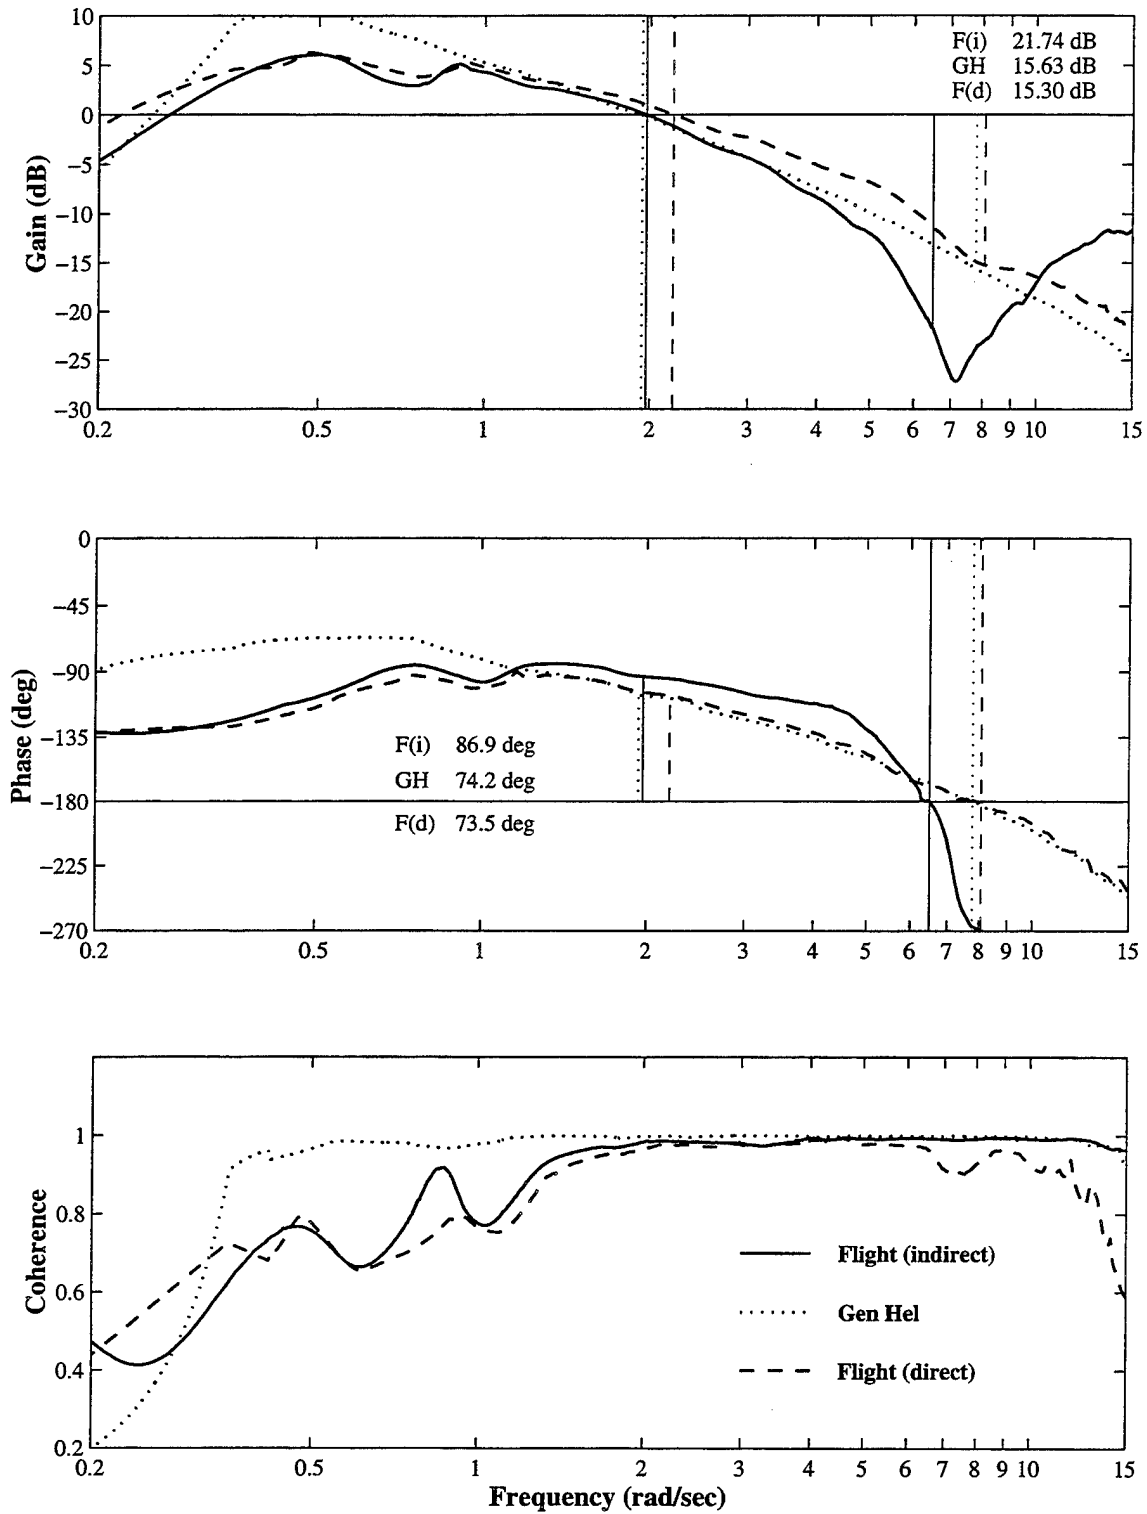 10
5
0
−5
−10
−15
−20
−25
−30
Gain (dB)
F(i) 21.74 dB
GH 15.63 dB
F(d) 15.30 dB
0.2 0.5 1 2 3 4 5 6 7 8 9 10 15
0
−45
−90
−135
−180
−225
−270
Phase (deg)
F(i) 86.9 deg
GH 74.2 deg
F(d) 73.5 deg
0.2 0.5 1 2 3 4 5 6 7 8 9 10 15
1
0.8
0.6
0.4
0.2
Coherence
Flight (indirect)
Gen Hel
Flight (direct)
0.2 0.5 1 2 3 4 5 6 7 8 9 10 15
Frequency (rad/sec)